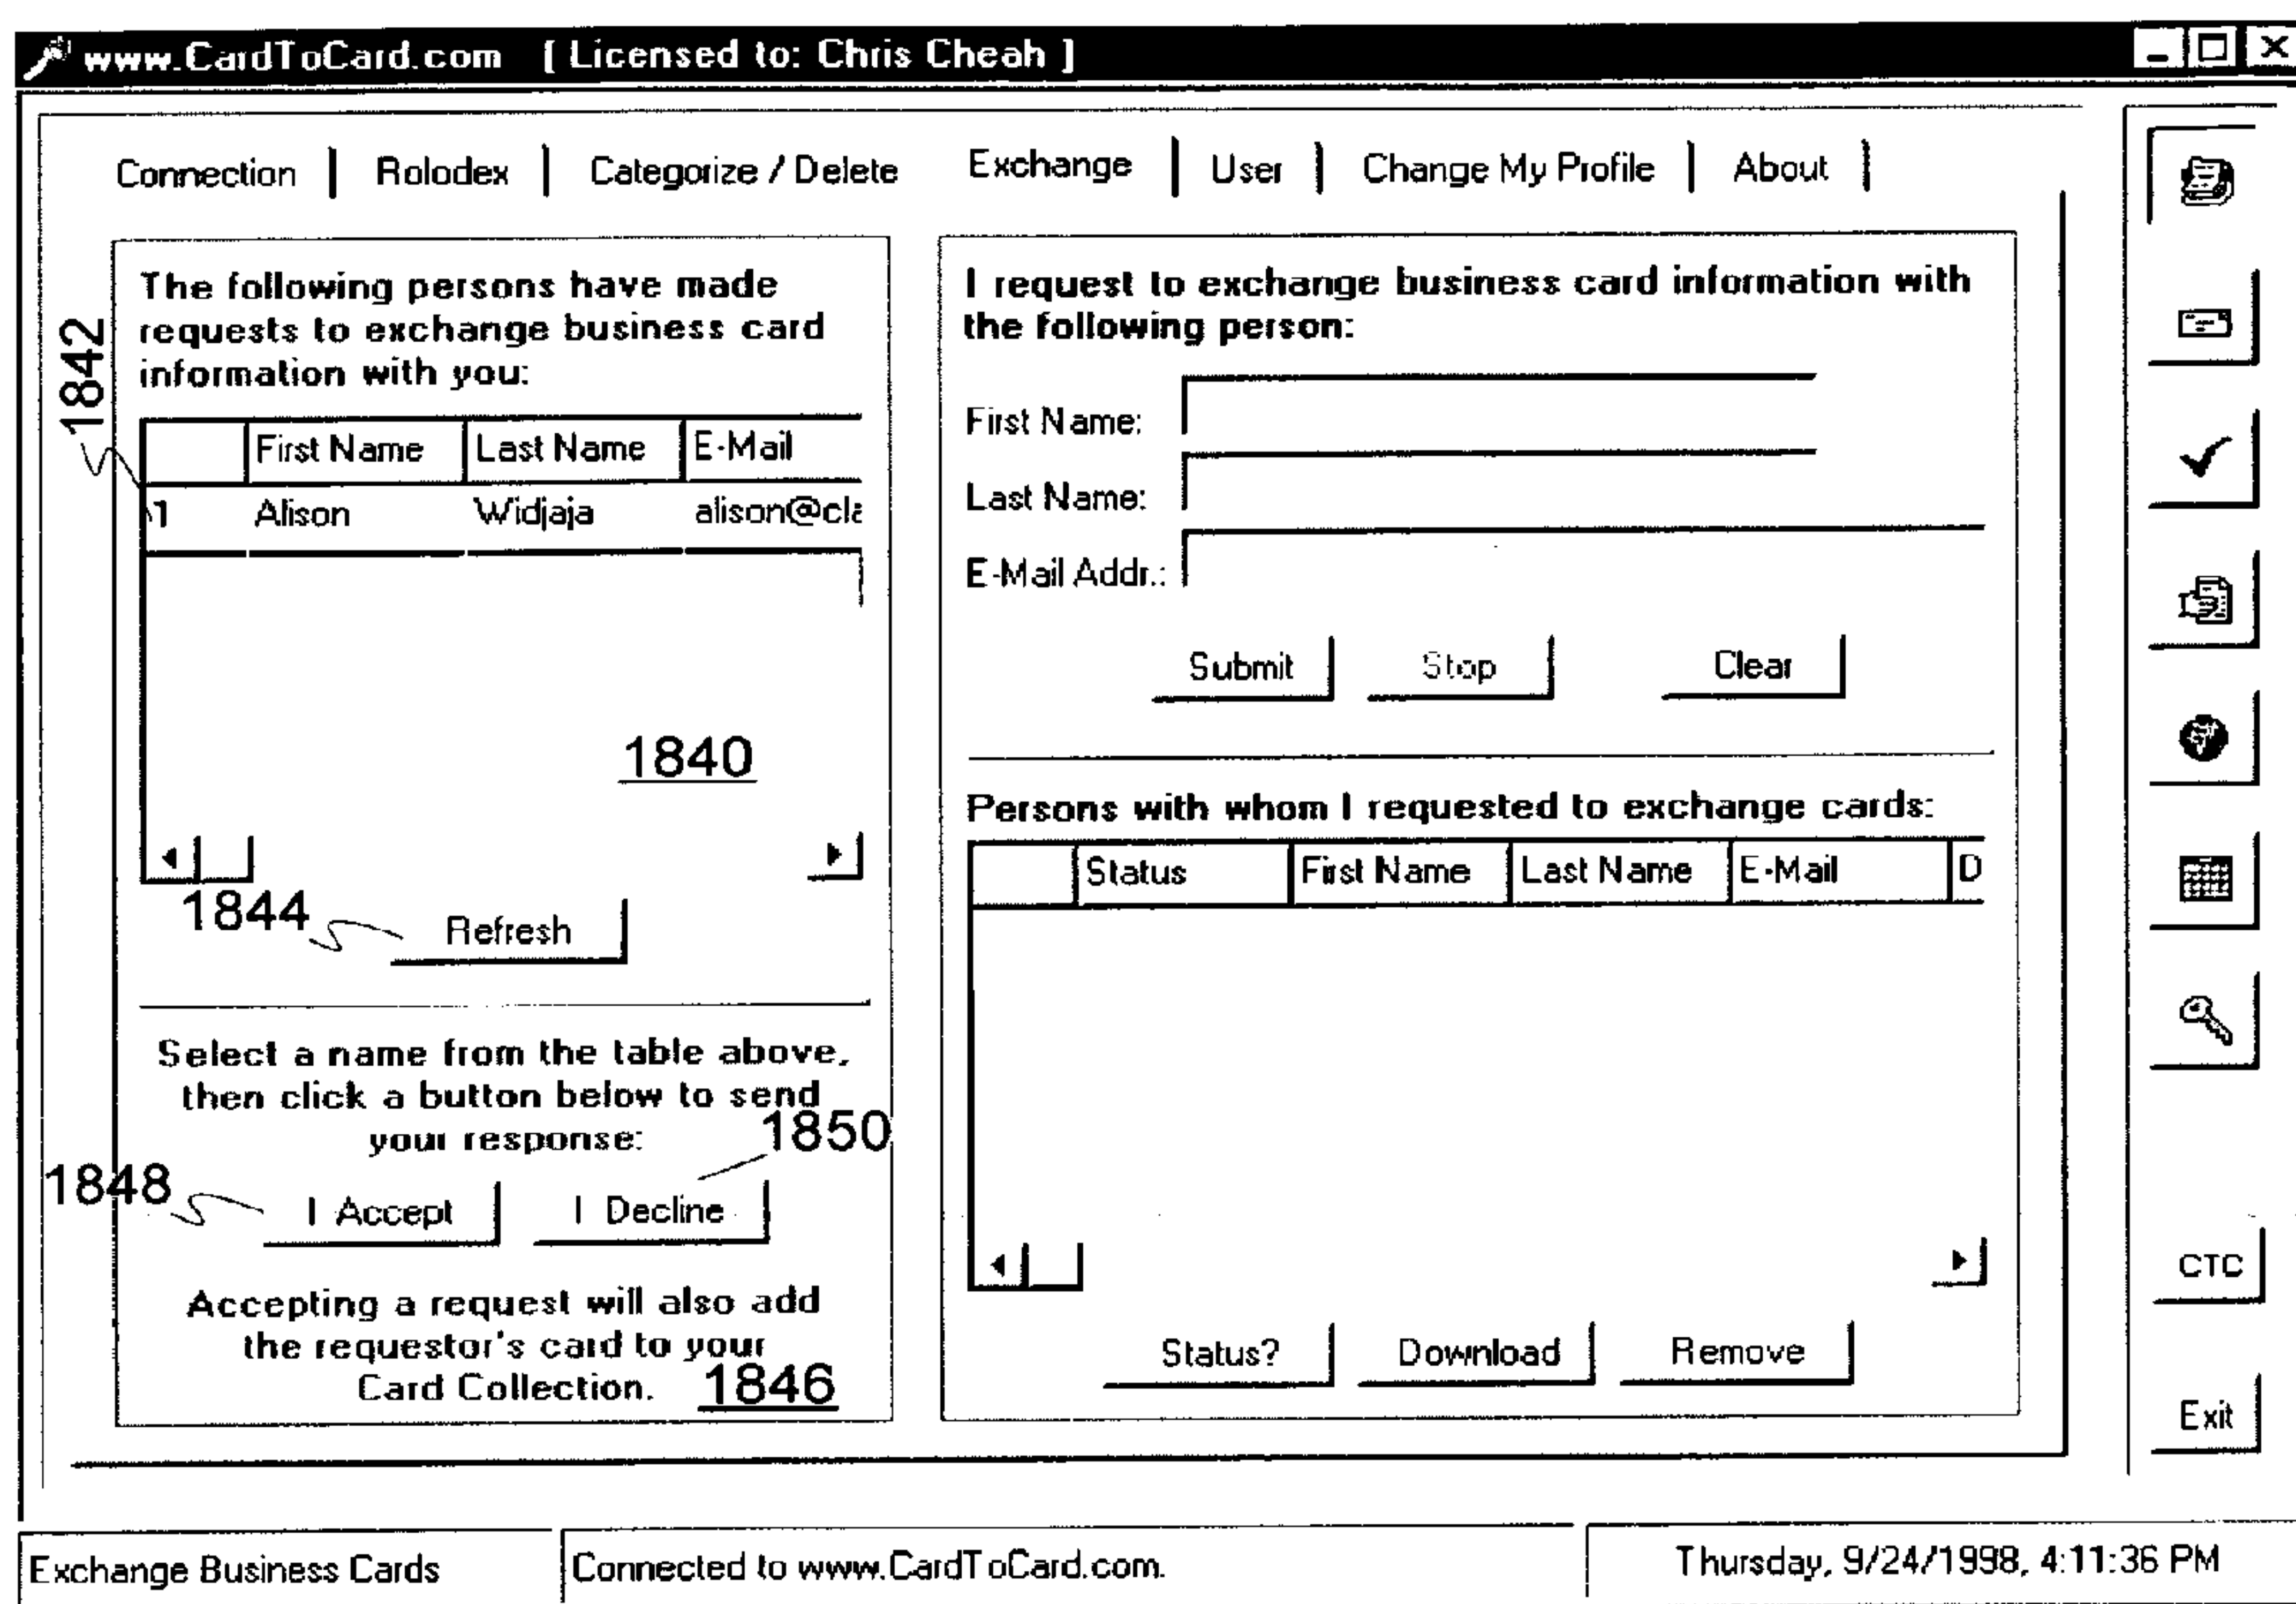 www.CardToCard.com [ Licensed to: Chris Cheah ]
Connection Rolodex Categorize / Delete Exchange User Change My Profile About
The following persons have made
requests to exchange business card
information with you:
1842
First Name Last Name E-Mail
1 Alison Widjaja alison@cla
1840
1844
Refresh
Select a name from the table above,
then click a button below to send
your response:
1850
1848
I Accept I Decline
Accepting a request will also add
the requestor's card to your
Card Collection.
1846
I request to exchange business card information with
the following person:
First Name:
Last Name:
E-Mail Addr.:
Submit Stop Clear
Persons with whom I requested to exchange cards:
Status First Name Last Name E-Mail D
Status? Download Remove
CTC
Exit
Exchange Business Cards Connected to www.CardToCard.com. Thursday, 9/24/1998, 4:11:36 PM